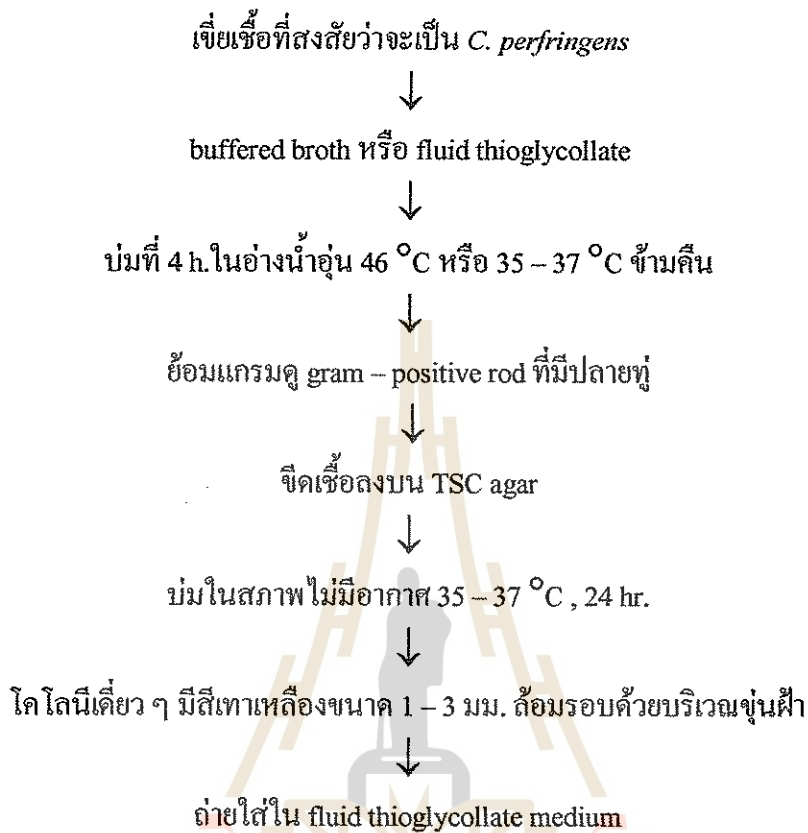 เขี่ยเชื้อที่สงสัยว่าจะเป็น C. perfringens
↓
buffered broth หรือ fluid thioglycollate
↓
บ่มที่ 4 h.ในอ่างน้ำอุ่น 46 °C หรือ 35 – 37 °C ข้ามคืน
↓
ย้อมแกรมดู gram – positive rod ที่มีปลายทู่
↓
ขีดเชื้อลงบน TSC agar
↓
บ่มในสภาพไม่มีอากาศ 35 – 37 °C , 24 hr.
↓
โคโลนีเดี่ยว ๆ มีสีเทาเหลืองขนาด 1 – 3 มม. ล้อมรอบด้วยบริเวณขุ่นฝ้า
↓
ถ่ายใส่ใน fluid thioglycollate medium